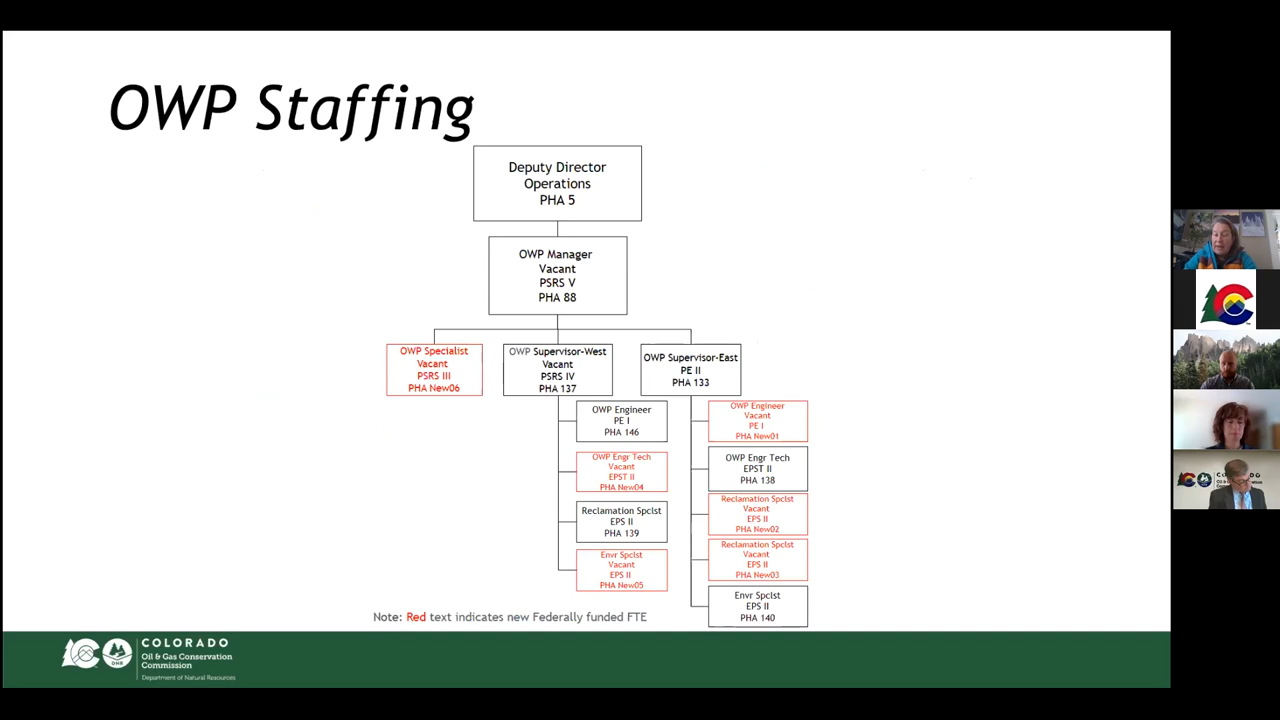 OWP Staffing
Deputy Director
Operations
PHA 5
OWP Manager
Vacant
PSRS V
PHA 88
OWP Specialist
Vacant
PSRS III
PHA New06
OWP Supervisor-West
Vacant
PSRS IV
PHA 137
OWP Supervisor-East
PE II
PHA 133
OWP Engineer
PE I
PHA 146
OWP Engr Tech
Vacant
EPST II
PHA New04
Reclamation Spclst
EPS II
PHA 139
Envr Spclst
Vacant
EPS II
PHA New05
OWP Engineer
Vacant
PE I
PHA New01
OWP Engr Tech
EPST II
PHA 138
Reclamation Spclst
Vacant
EPS II
PHA New02
Reclamation Spclst
Vacant
EPS II
PHA New03
Envr Spclst
EPS II
PHA 140
Note: Red text indicates new Federally funded FTE
COLORADO
Oil & Gas Conservation
Commission
Department of Natural Resources